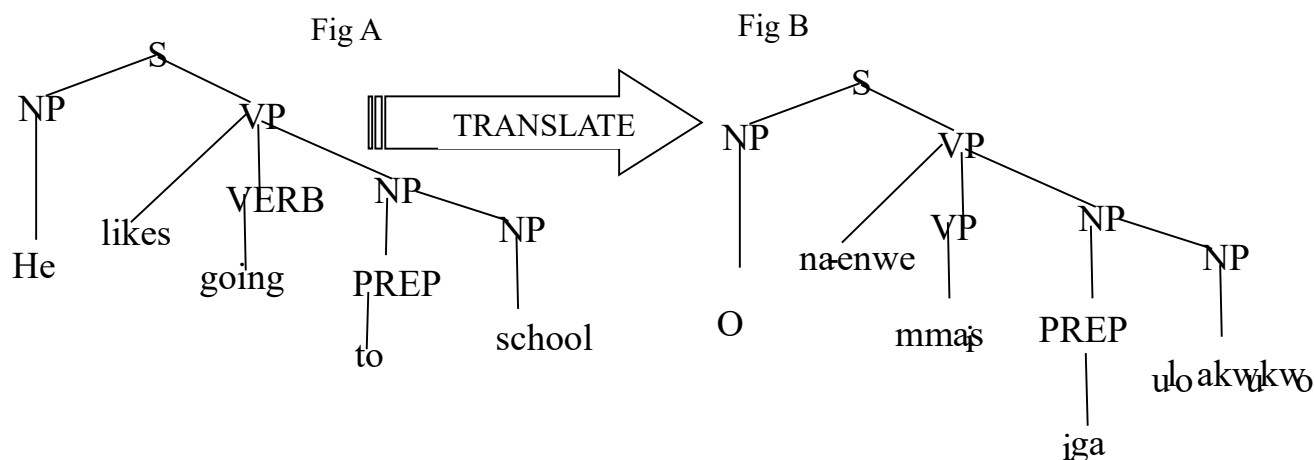 Fig A
Fig B
S
NP
VP
TRANSLATE
VERB
NP
NP
likes
He
going
PREP
school
to
S
NP
VP
VP
NP
NP
na-enwe
O
mmasị
PREP
ụlọ akwụkwọ
ịga